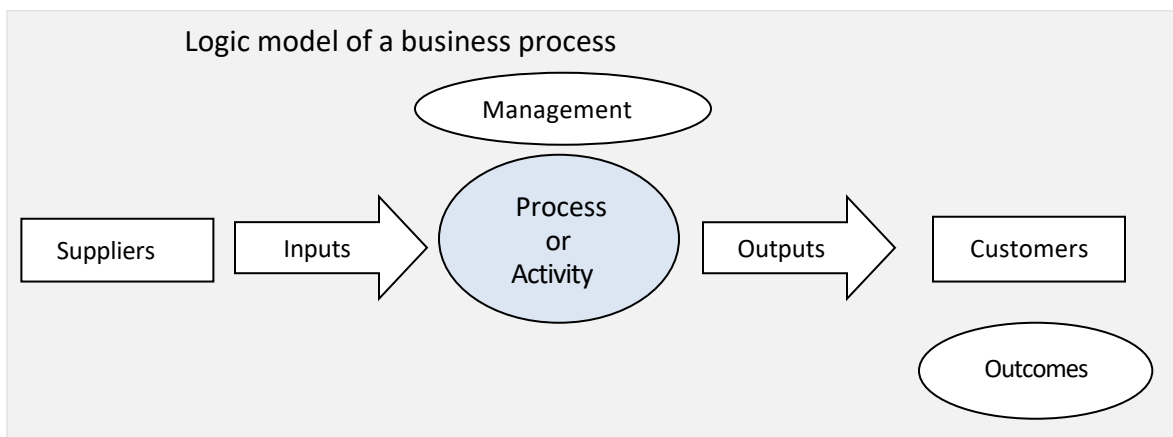 Logic model of a business process
Management
Process
or
Activity
Suppliers
Inputs
Outputs
Customers
Outcomes